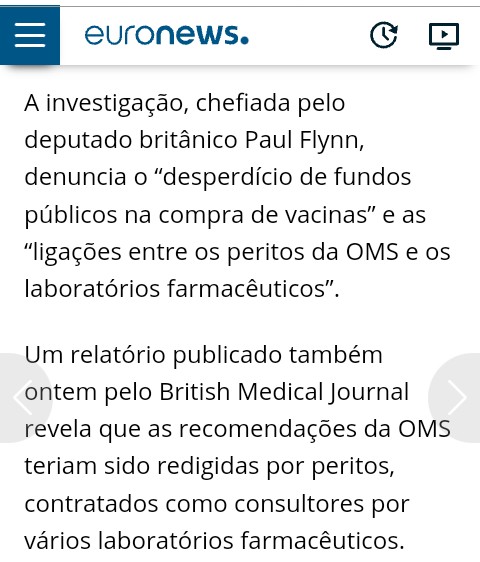 euronews.
A investigação, chefiada pelo
deputado britânico Paul Flynn,
denuncia o “desperdício de fundos
públicos na compra de vacinas” e as
“ligações entre os peritos da OMS e os
laboratórios farmacêuticos”.
Um relatório publicado também
ontem pelo British Medical Journal
revela que as recomendações da OMS
teriam sido redigidas por peritos,
contratados como consultores por
vários laboratórios farmacêuticos.